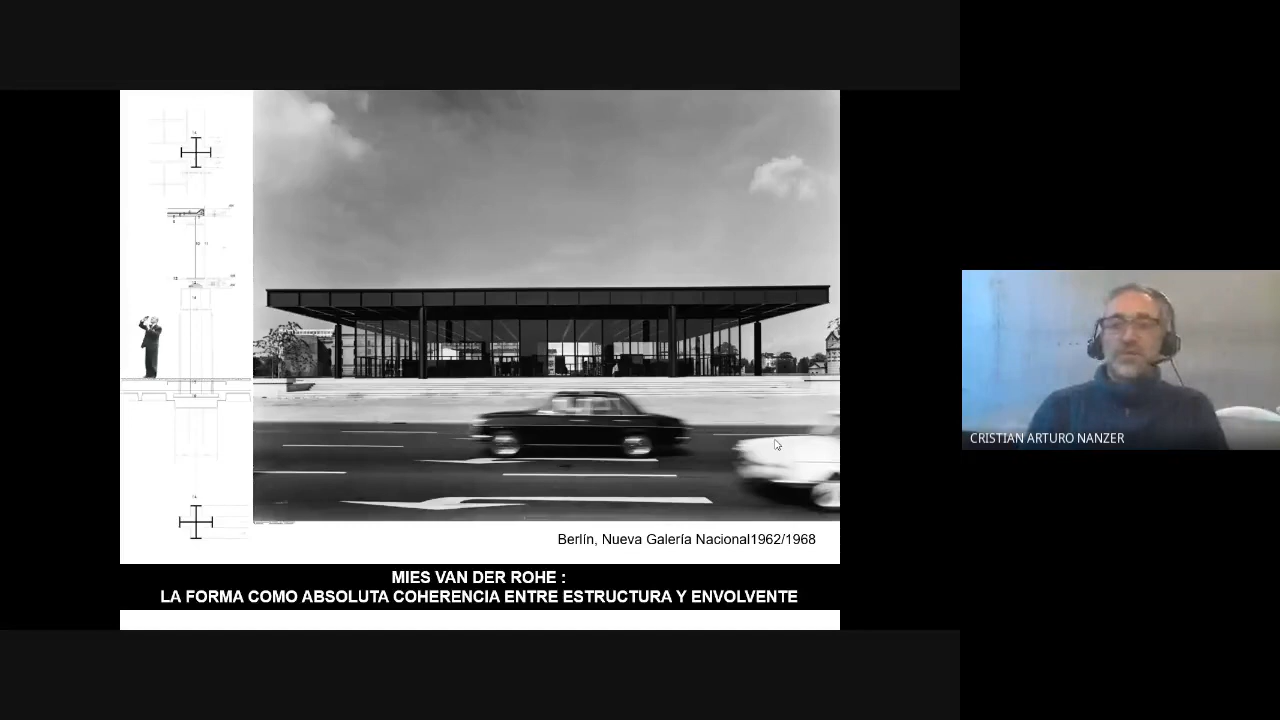 Berlín, Nueva Galería Nacional1962/1968
MIES VAN DER ROHE :
LA FORMA COMO ABSOLUTA COHERENCIA ENTRE ESTRUCTURA Y ENVOLVENTE
CRISTIAN ARTURO NANZER